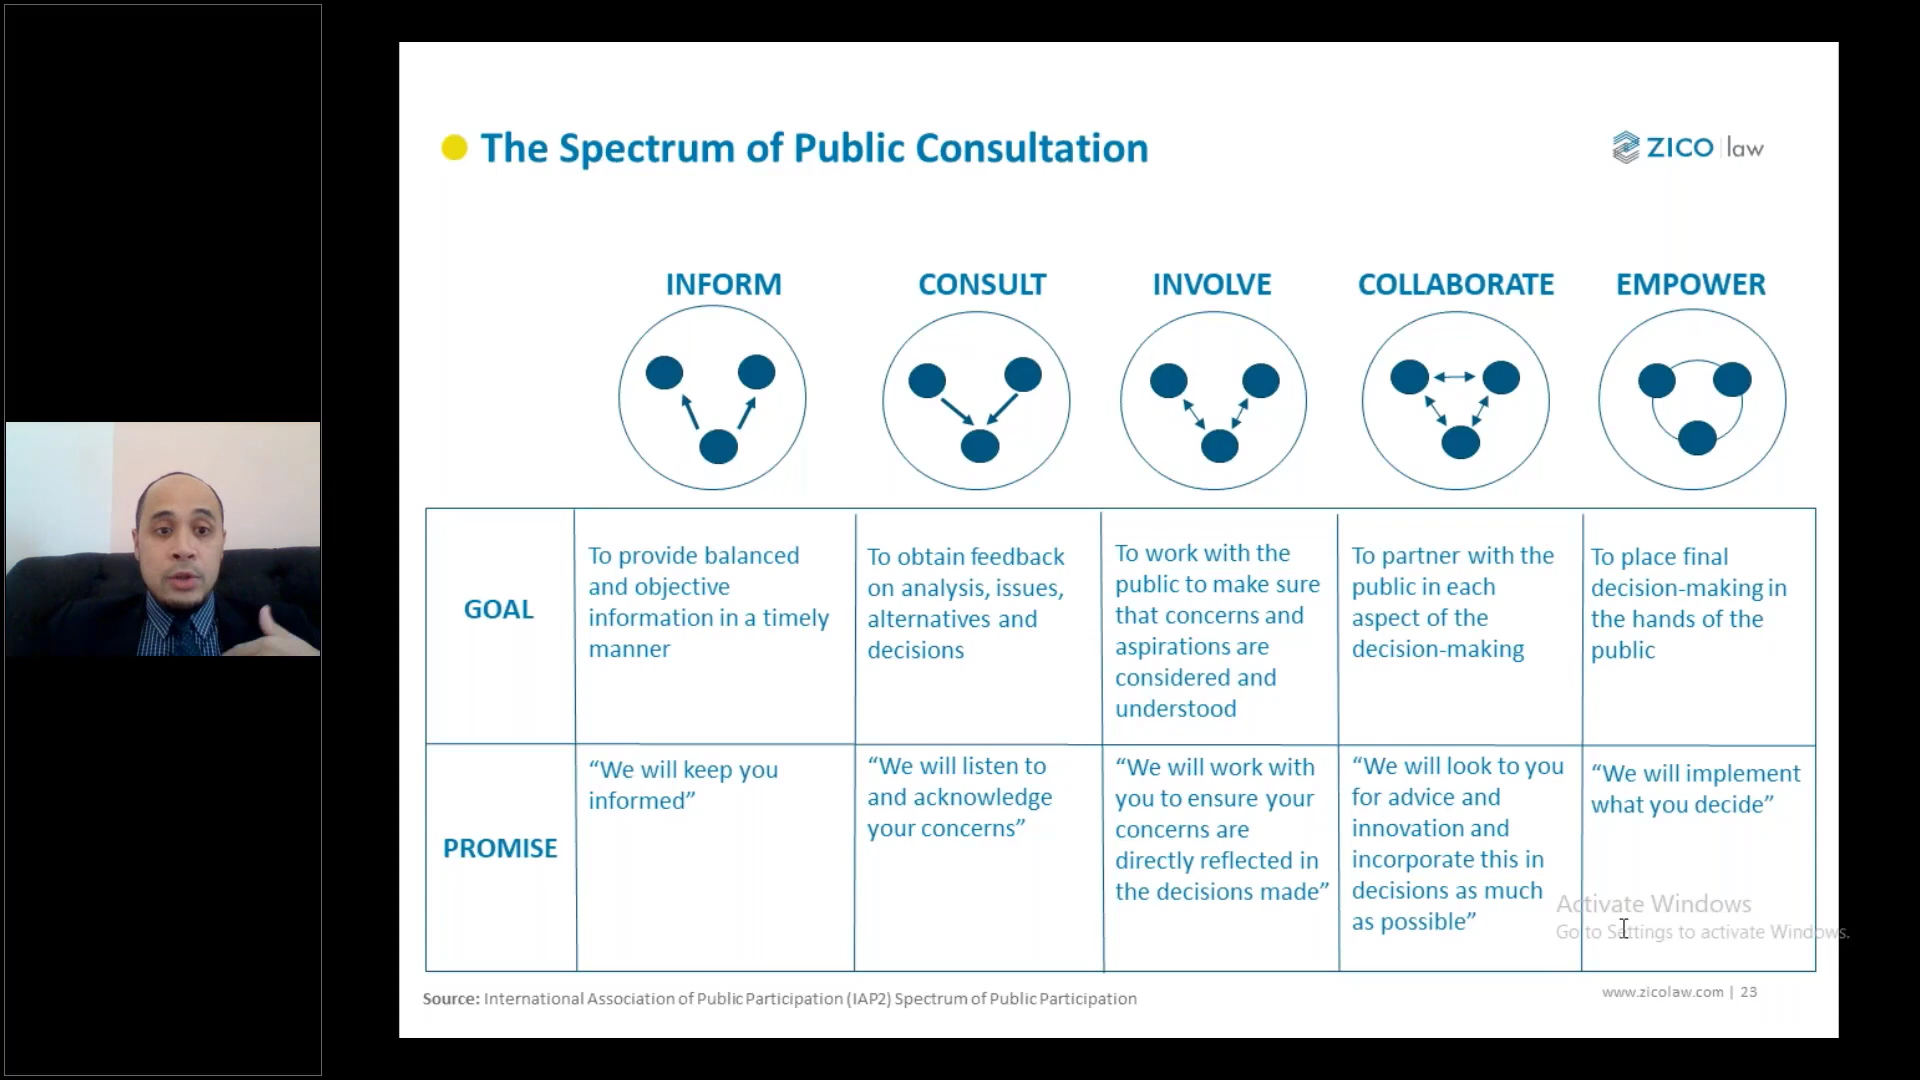 The Spectrum of Public Consultation
ZICO law
INFORM
CONSULT
INVOLVE
COLLABORATE
EMPOWER
GOAL
To provide balanced
and objective
information in a timely
manner
To obtain feedback
on analysis, issues,
alternatives and
decisions
To work with the
public to make sure
that concerns and
aspirations are
considered and
understood
To partner with the
public in each
aspect of the
decision-making
To place final
decision-making in
the hands of the
public
PROMISE
“We will keep you
informed”
“We will listen to
and acknowledge
your concerns”
“We will work with
you to ensure your
concerns are
directly reflected in
the decisions made”
“We will look to you
for advice and
innovation and
incorporate this in
decisions as much
as possible”
“We will implement
what you decide”
Activate Windows
Go to Settings to activate Windows.
Source: International Association of Public Participation (IAP2) Spectrum of Public Participation
www.zicolaw.com | 23